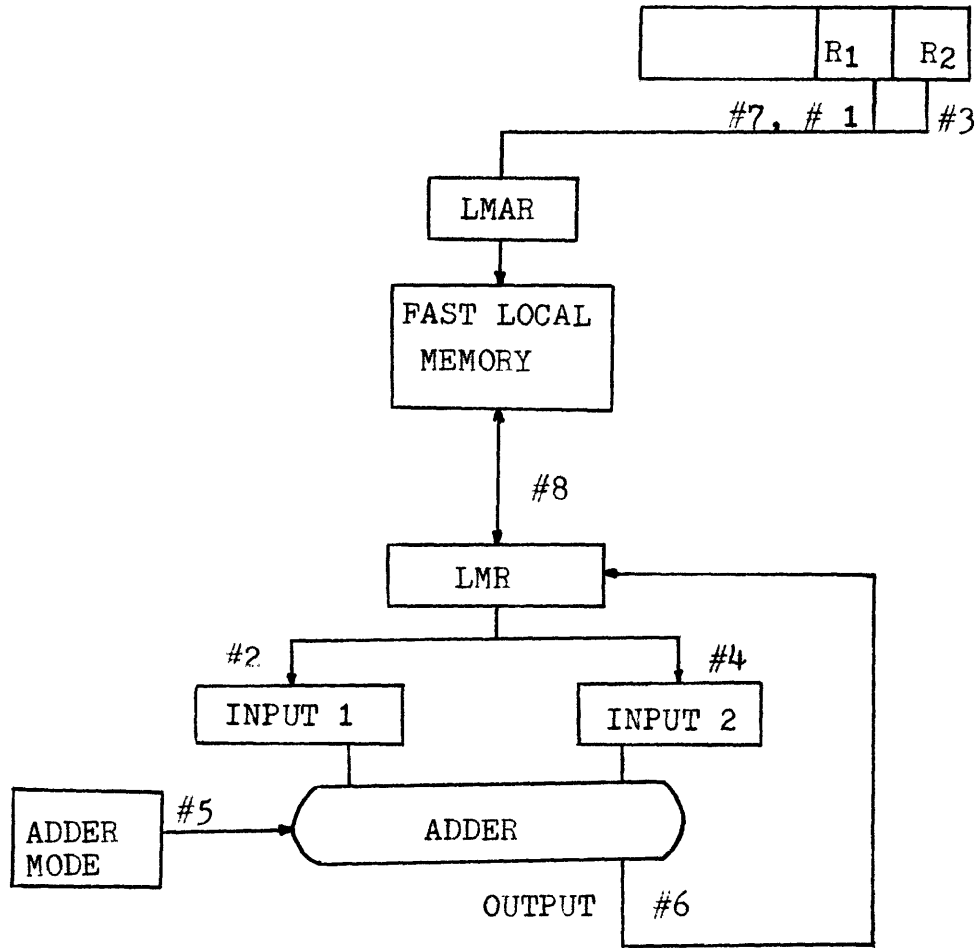 R1 R2
#7, # 1 #3
LMAR
FAST LOCAL
MEMORY
#8
LMR
#2 #4
INPUT 1 INPUT 2
#5
ADDER
MODE
ADDER
OUTPUT #6